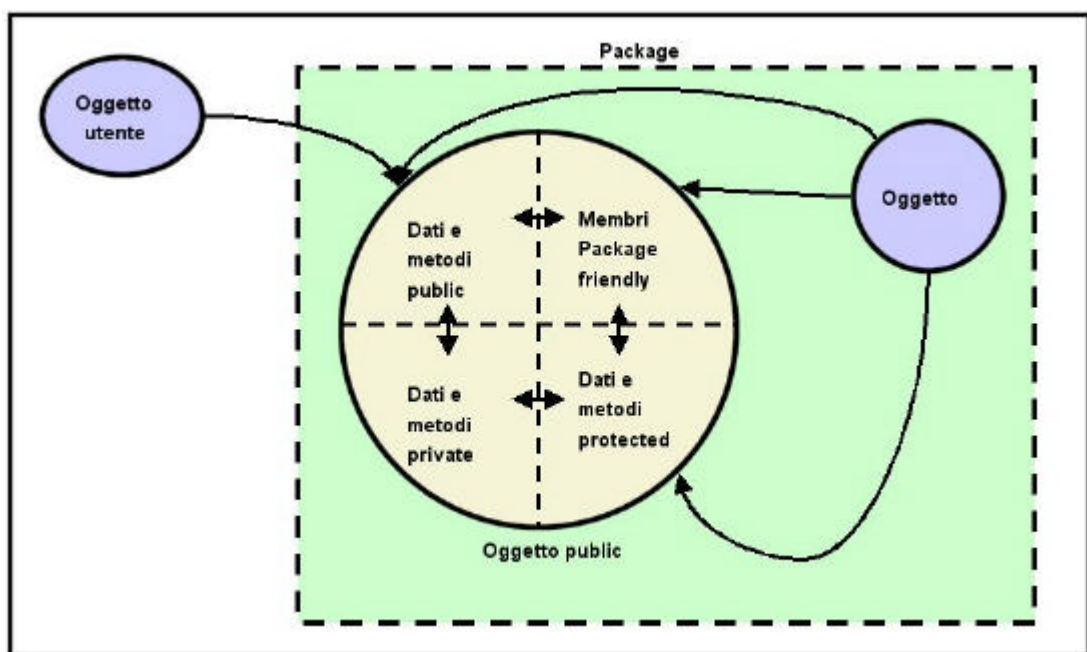 Package
Oggetto
utente
Oggetto
Dati e
metodi
public
Membri
Package
friendly
Dati e
metodi
private
Dati e
metodi
protected
Oggetto public